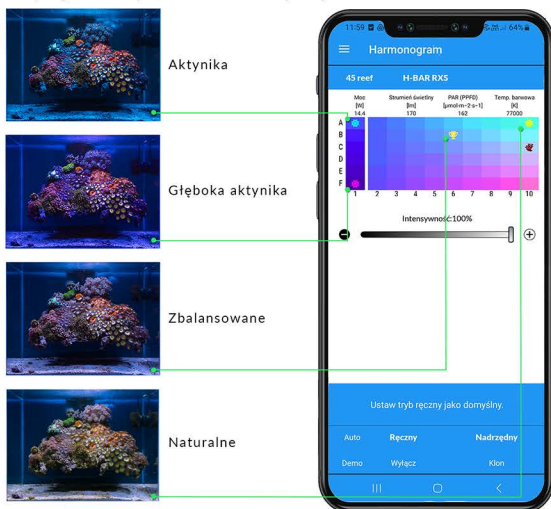 Aktynika
Głęboka aktynika
Zbalansowane
Naturalne
11:59
64%
Harmonogram
45 reef H-BAR RXS
Moc Strumień świetlny PAR (PPFD) Temp. barwowa
[W] [lm] [µmol·m-2·s-1] [K]
14.4 170 162 77000
A
B
C
D
E
F
1 2 3 4 5 6 7 8 9 10
Intensywność:100%
Ustaw tryb ręczny jako domyślny.
Auto Ręczny Nadrzędny
Demo Wyłącz Klon